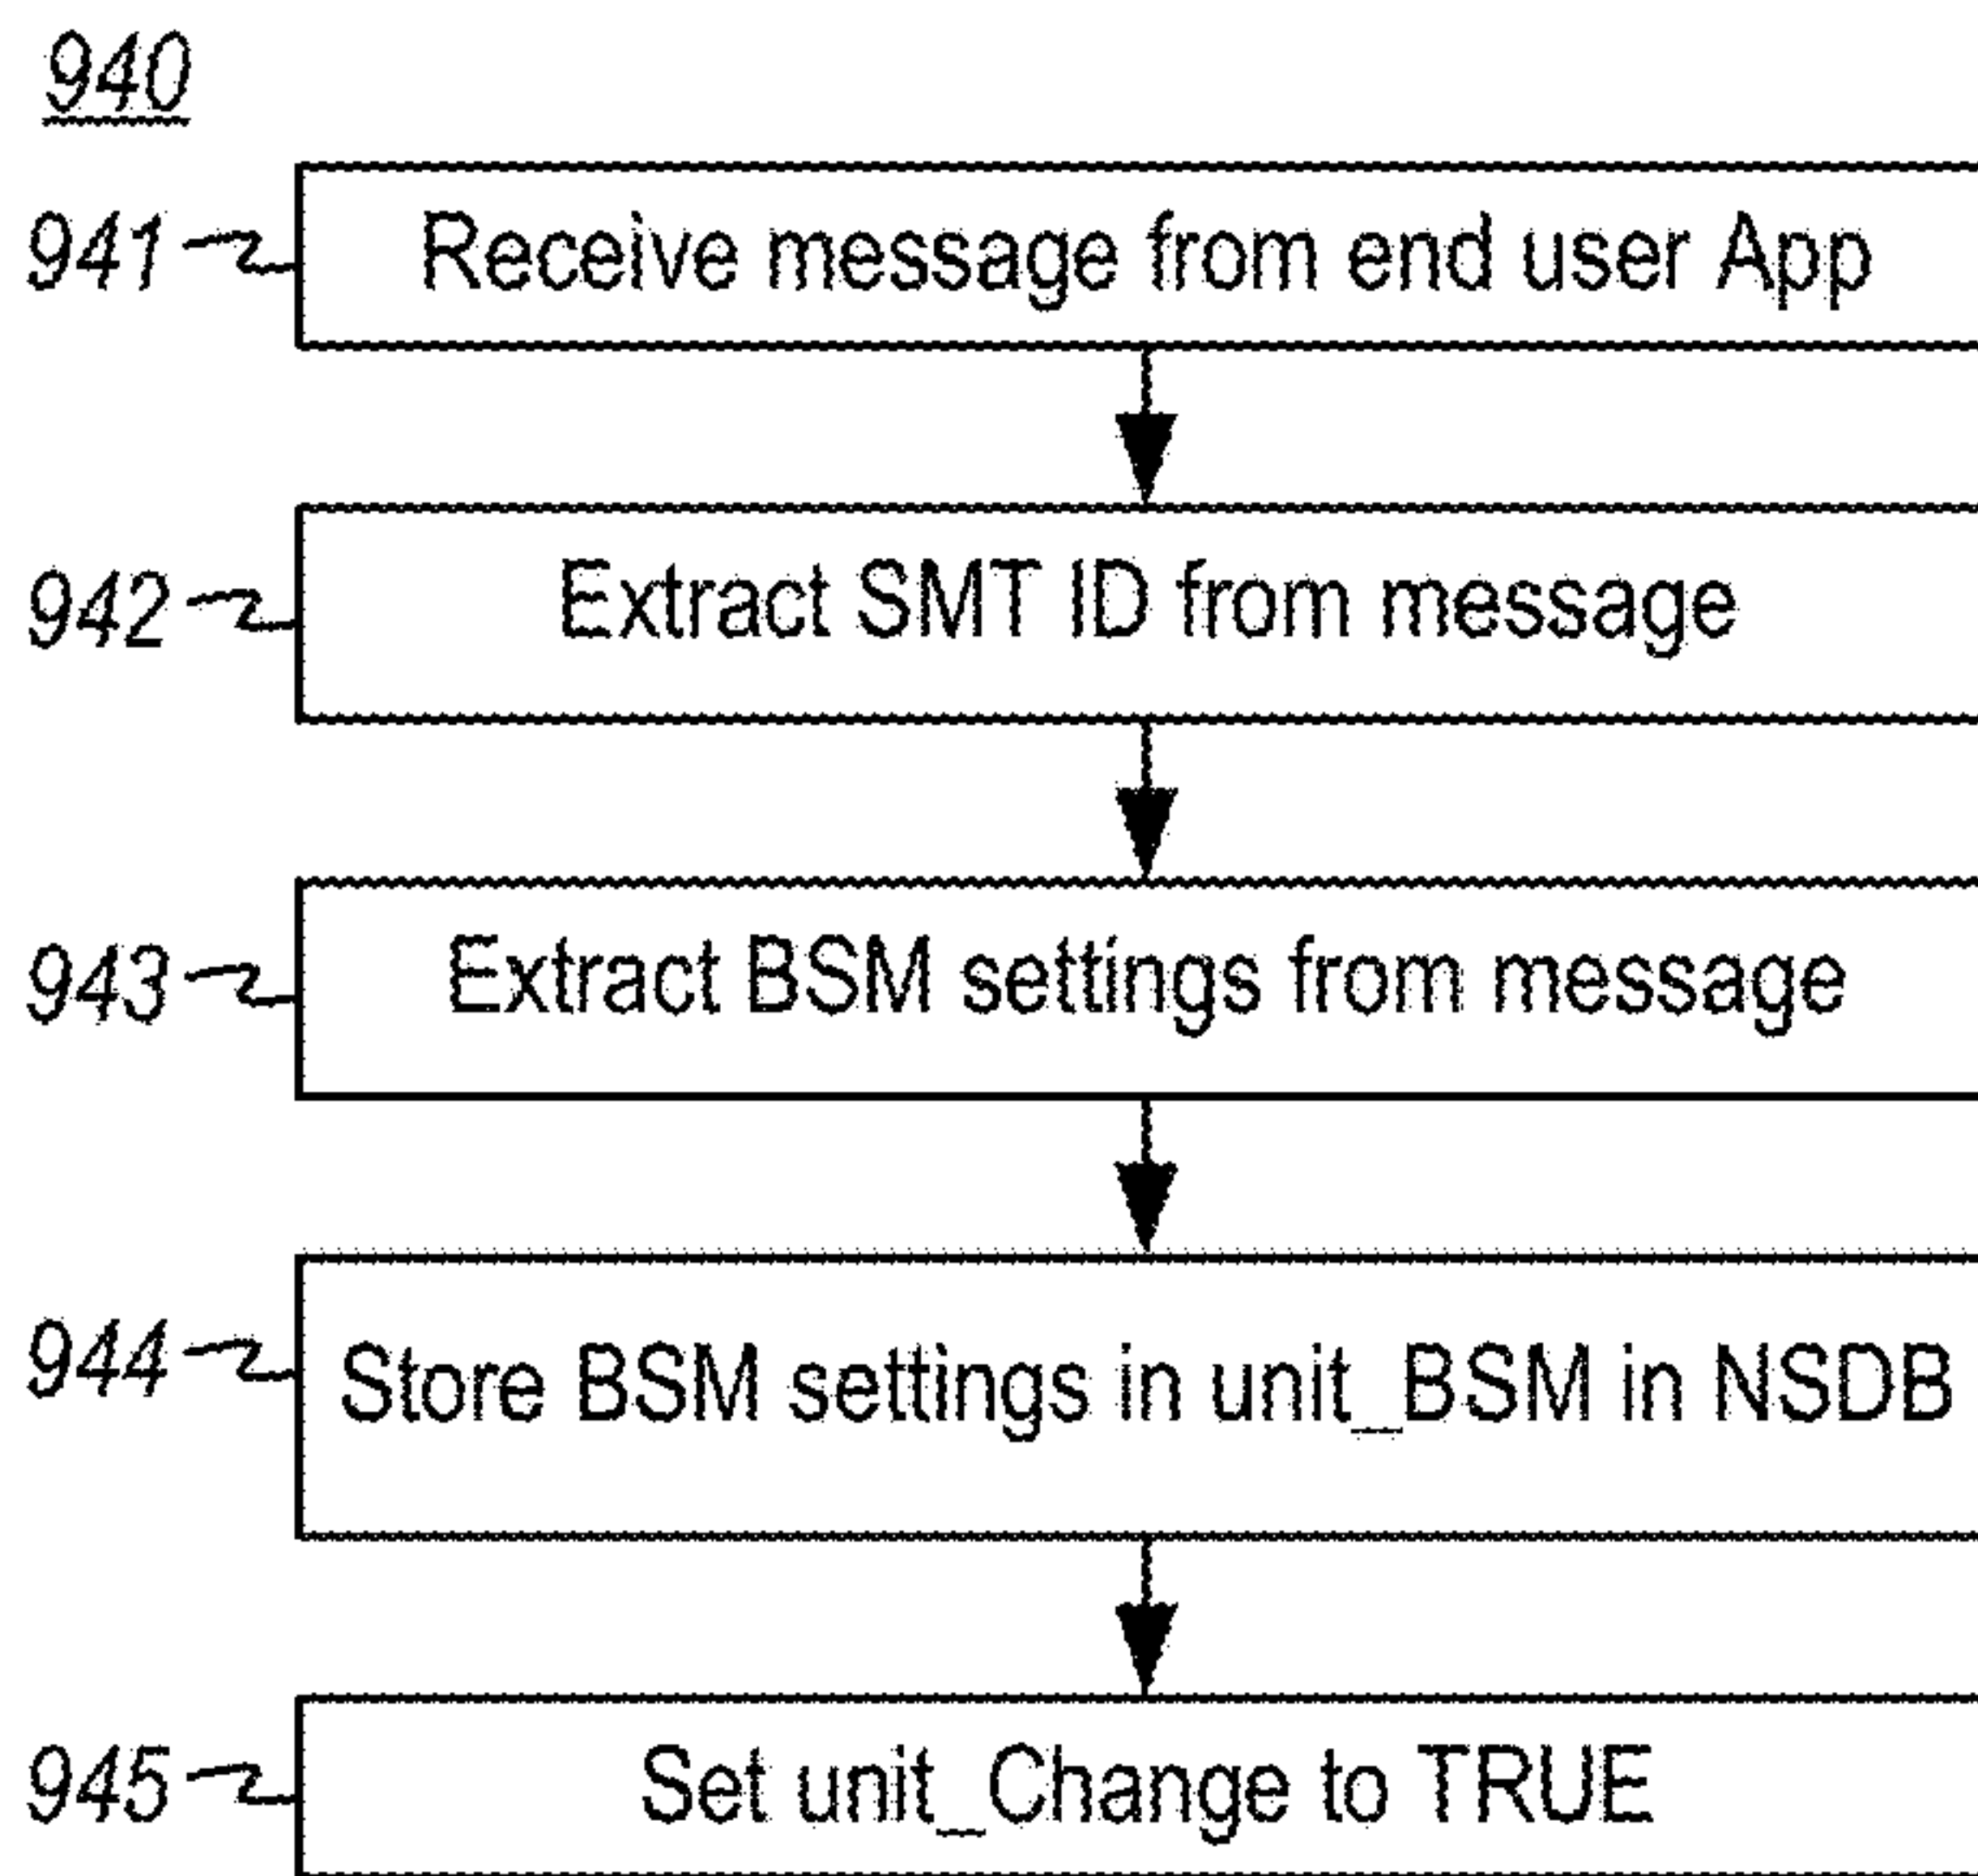 940
941 Receive message from end user App
942 Extract SMT ID from message
943 Extract BSM settings from message
944 Store BSM settings in unit_BSM in NSDB
945 Set unit_Change to TRUE